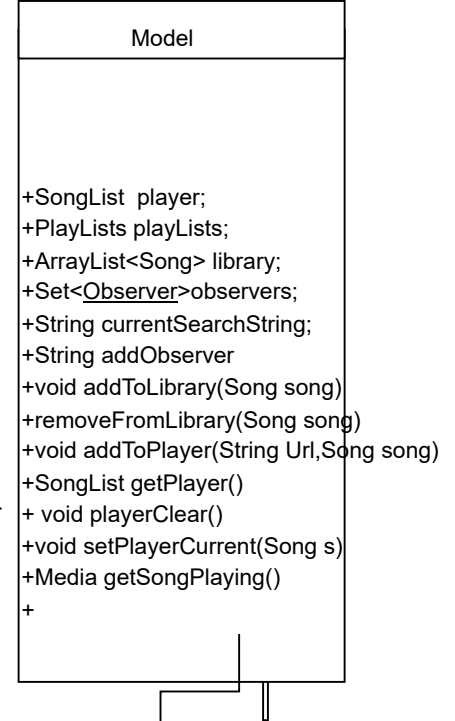 Model
+SongList player;
+PlayLists playLists;
+ArrayList<Song> library;
+Set<Observer>observers;
+String currentSearchString;
+String addObserver
+void addToLibrary(Song song)
+removeFromLibrary(Song song)
+void addToPlayer(String Url,Song song)
+SongList getPlayer()
+ void playerClear()
+void setPlayerCurrent(Song s)
+Media getSongPlaying()
+